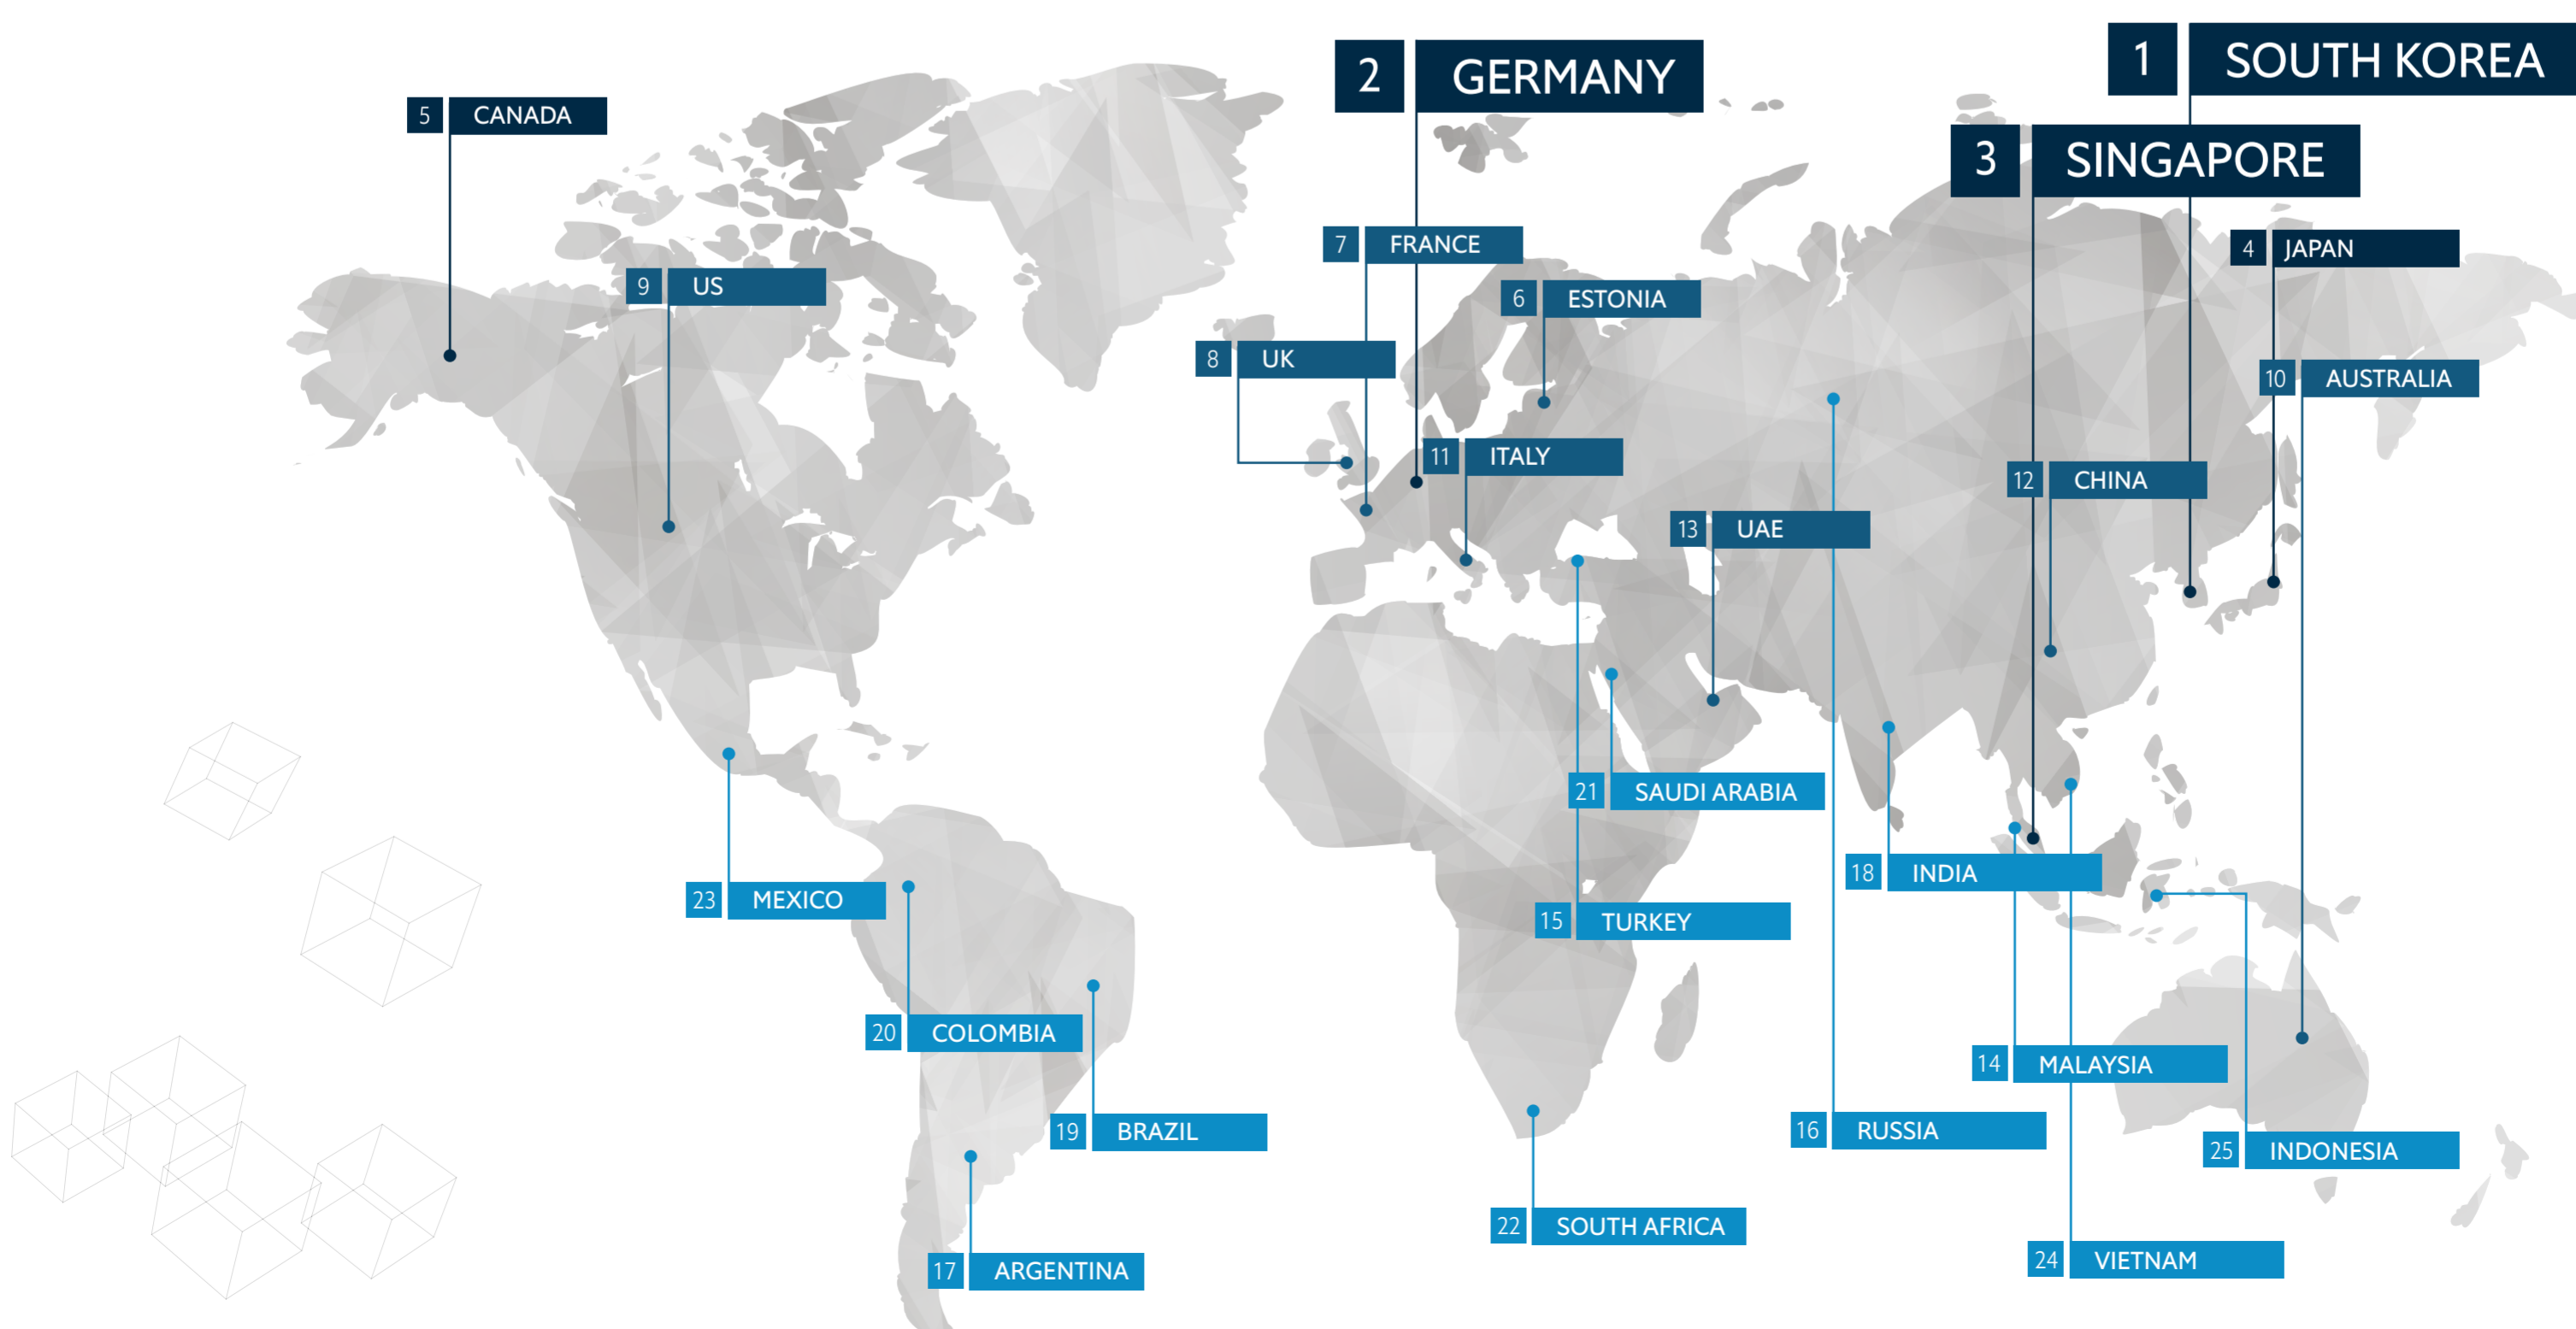 1 SOUTH KOREA
2 GERMANY
3 SINGAPORE
5 CANADA
7 FRANCE
4 JAPAN
9 US
6 ESTONIA
8 UK
10 AUSTRALIA
11 ITALY
12 CHINA
13 UAE
21 SAUDI ARABIA
18 INDIA
23 MEXICO
15 TURKEY
20 COLOMBIA
14 MALAYSIA
19 BRAZIL
16 RUSSIA
25 INDONESIA
22 SOUTH AFRICA
24 VIETNAM
17 ARGENTINA